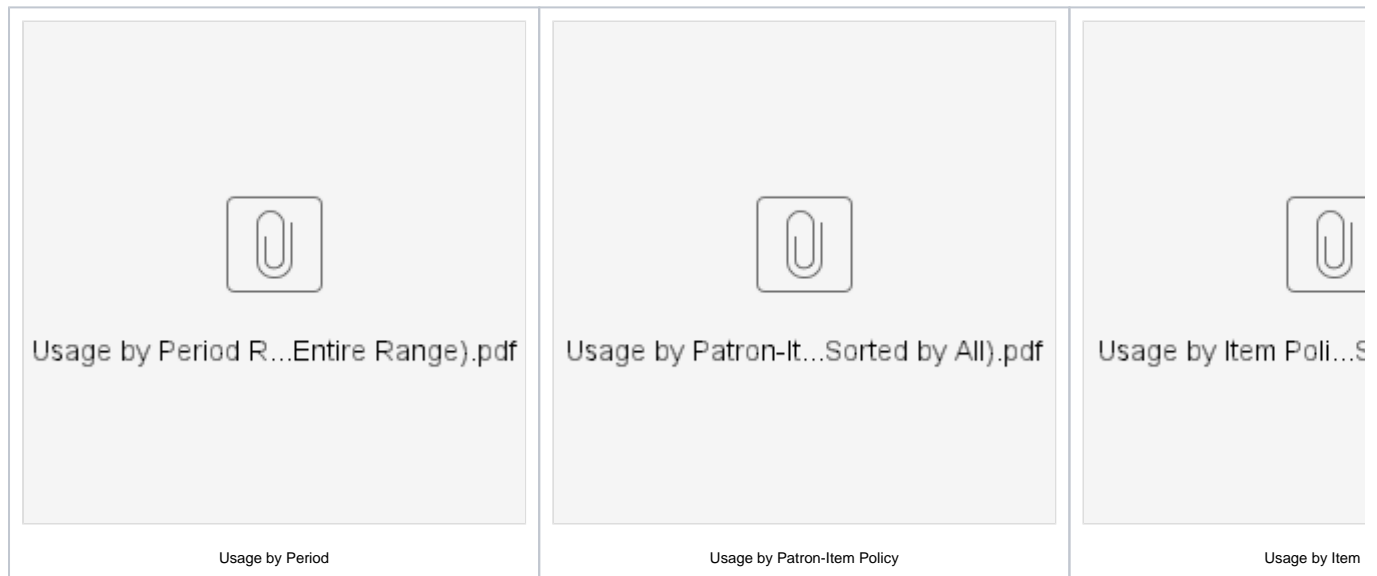 Usage by Period R...Entire Range).pdf
Usage by Patron-It...Sorted by All).pdf
Usage by Item Poli...S
Usage by Period
Usage by Patron-Item Policy
Usage by Item